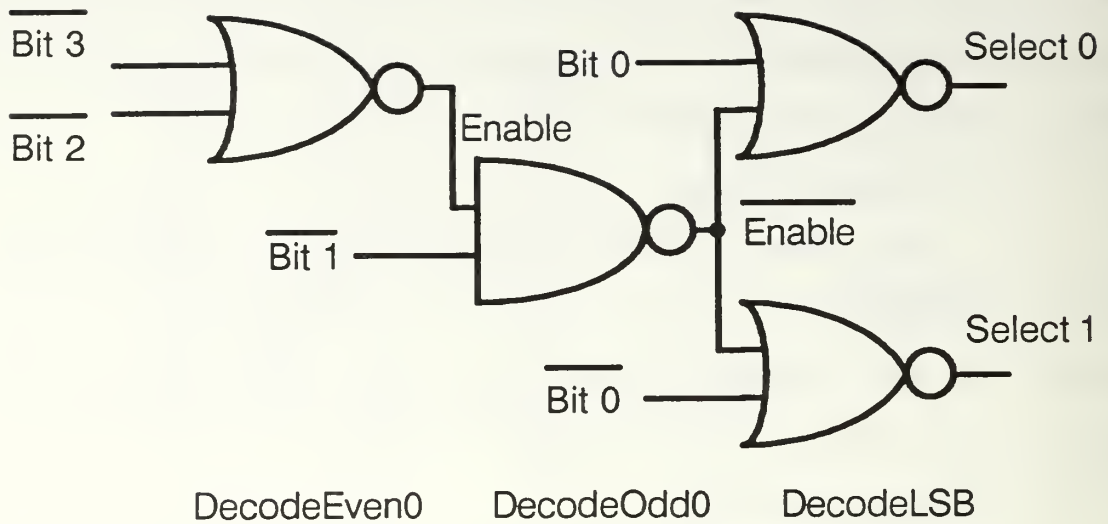 Bit 3
Bit 2
Enable
Bit 1
Bit 0
Select 0
Enable
Select 1
Bit 0
DecodeEven0 DecodeOdd0 DecodeLSB